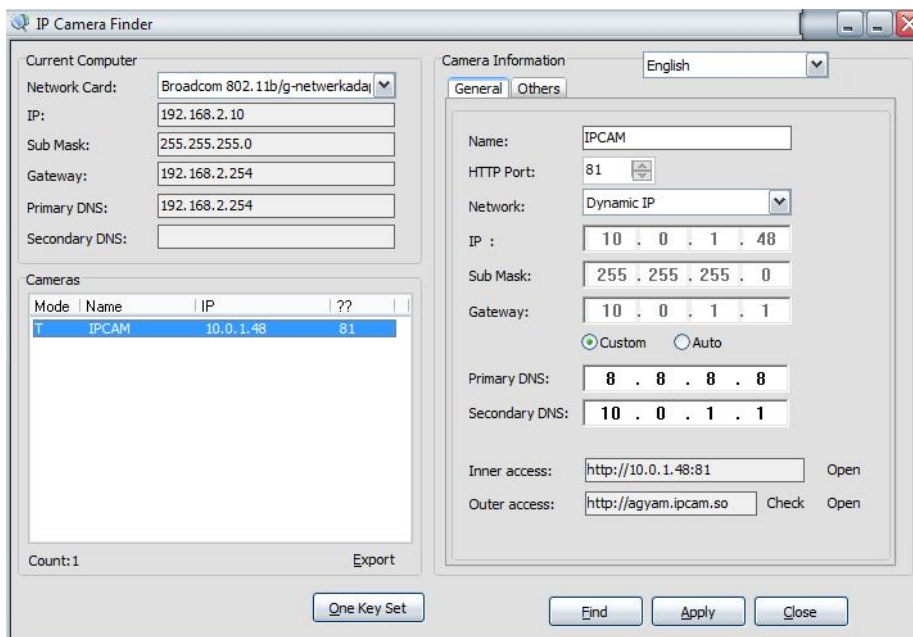 IP Camera Finder
Current Computer
Network Card: Broadcom 802.11b/g-netwerkada
IP: 192.168.2.10
Sub Mask: 255.255.255.0
Gateway: 192.168.2.254
Primary DNS: 192.168.2.254
Secondary DNS:
Cameras
Mode Name IP ??
T IPCAM 10.0.1.48 81
Count:1 Export
One Key Set
Camera Information English
General Others
Name: IPCAM
HTTP Port: 81
Network: Dynamic IP
IP : 10 . 0 . 1 . 48
Sub Mask: 255 . 255 . 255 . 0
Gateway: 10 . 0 . 1 . 1
Custom Auto
Primary DNS: 8 . 8 . 8 . 8
Secondary DNS: 10 . 0 . 1 . 1
Inner access: http://10.0.1.48:81 Open
Outer access: http://agyam.ipcam.so Check Open
Find Apply Close